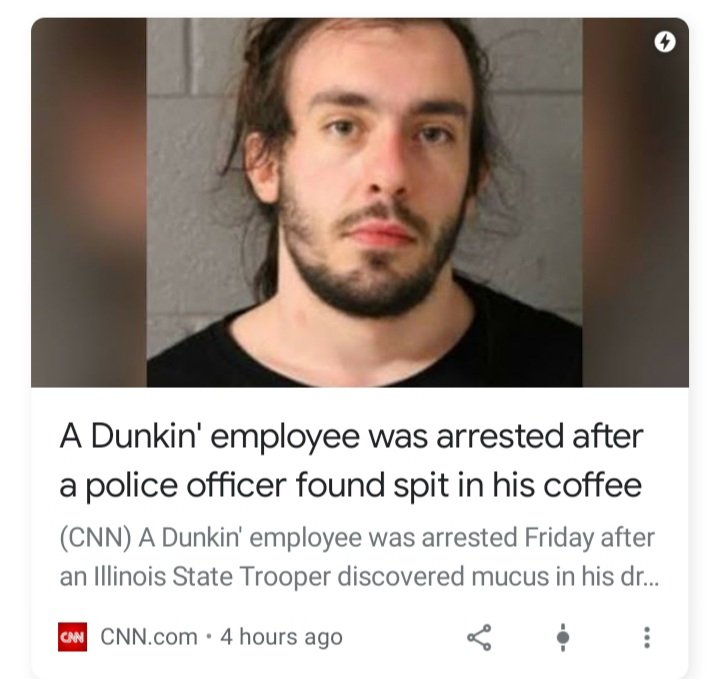 A Dunkin' employee was arrested after
a police officer found spit in his coffee
(CNN) A Dunkin' employee was arrested Friday after
an Illinois State Trooper discovered mucus in his dr...
CNN CNN.com • 4 hours ago